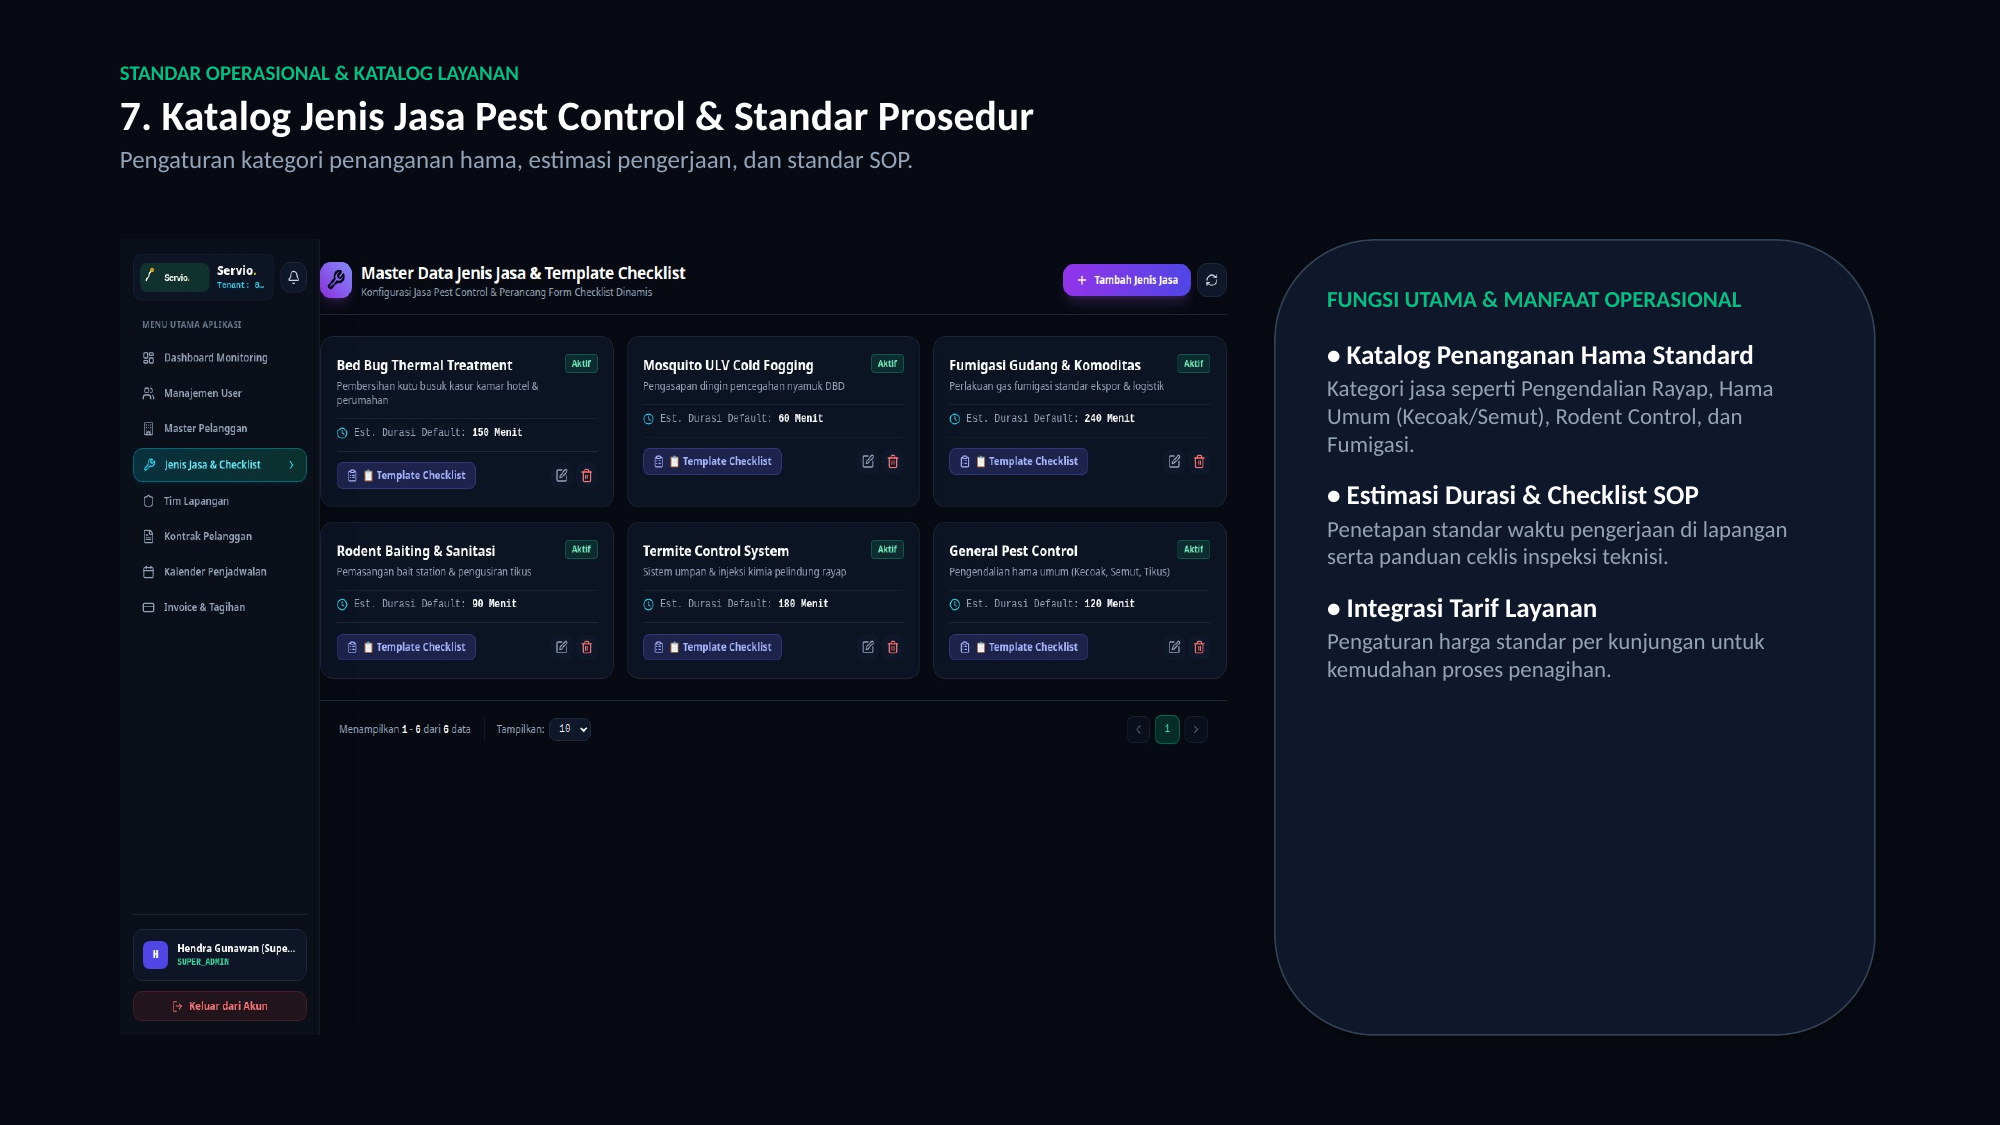 STANDAR OPERASIONAL & KATALOG LAYANAN
7. Katalog Jenis Jasa Pest Control & Standar Prosedur
Pengaturan kategori penanganan hama, estimasi pengerjaan, dan standar SOP.
Servio.
Servio.
Tenant: 8…
MENU UTAMA APLIKASI
Dashboard Monitoring
Manajemen User
Master Pelanggan
Jenis Jasa & Checklist
Tim Lapangan
Kontrak Pelanggan
Kalender Penjadwalan
Invoice & Tagihan
H
Hendra Gunawan (Supe...
SUPER_ADMIN
Keluar dari Akun
Master Data Jenis Jasa & Template Checklist
Konfigurasi Jasa Pest Control & Perancang Form Checklist Dinamis
+ Tambah Jenis Jasa
Bed Bug Thermal Treatment
Aktif
Pembersihan kutu busuk kasur kamar hotel &
perumahan
Est. Durasi Default: 150 Menit
Template Checklist
Mosquito ULV Cold Fogging
Aktif
Pengasapan dingin pencegahan nyamuk DBD
Est. Durasi Default: 60 Menit
Template Checklist
Fumigasi Gudang & Komoditas
Aktif
Perlakuan gas fumigasi standar ekspor & logistik
Est. Durasi Default: 240 Menit
Template Checklist
Rodent Baiting & Sanitasi
Aktif
Pemasangan bait station & pengusiran tikus
Est. Durasi Default: 90 Menit
Template Checklist
Termite Control System
Aktif
Sistem umpan & injeksi kimia pelindung rayap
Est. Durasi Default: 180 Menit
Template Checklist
General Pest Control
Aktif
Pengendalian hama umum (Kecoak, Semut, Tikus)
Est. Durasi Default: 120 Menit
Template Checklist
Menampilkan 1 - 6 dari 6 data
Tampilkan: 10
1
FUNGSI UTAMA & MANFAAT OPERASIONAL
● Katalog Penanganan Hama Standard
Kategori jasa seperti Pengendalian Rayap, Hama
Umum (Kecoak/Semut), Rodent Control, dan
Fumigasi.
● Estimasi Durasi & Checklist SOP
Penetapan standar waktu pengerjaan di lapangan
serta panduan ceklis inspeksi teknisi.
● Integrasi Tarif Layanan
Pengaturan harga standar per kunjungan untuk
kemudahan proses penagihan.